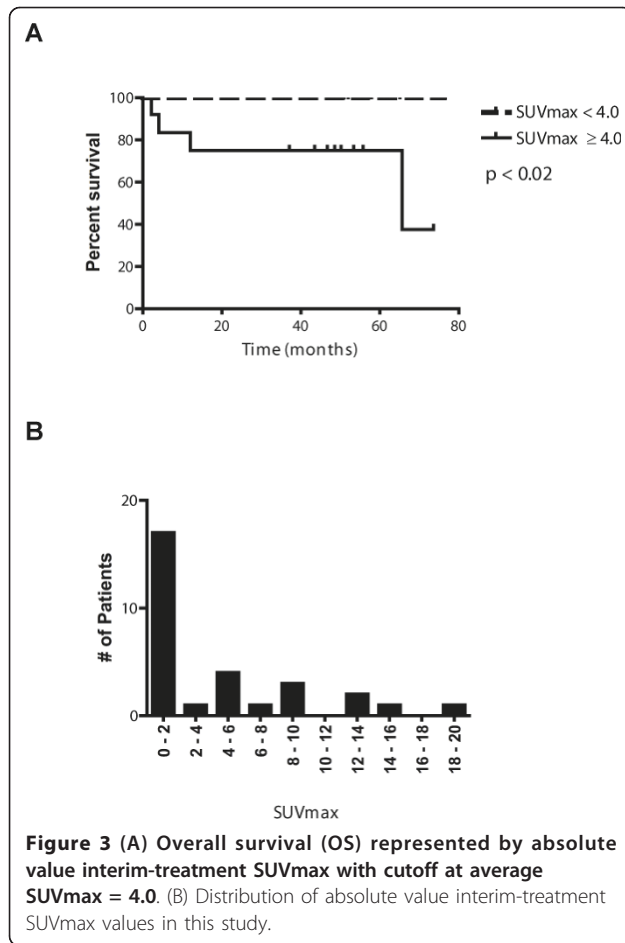 A
100
80
60
40
20
0
Percent survival
0 20 40 60 80
Time (months)
SUVmax < 4.0
SUVmax ≥ 4.0
p < 0.02
B
20
10
0
# of Patients
0 - 2
2 - 4
4 - 6
6 - 8
8 - 10
10 - 12
12 - 14
14 - 16
16 - 18
18 - 20
SUVmax
Figure 3 (A) Overall survival (OS) represented by absolute
value interim-treatment SUVmax with cutoff at average
SUVmax = 4.0. (B) Distribution of absolute value interim-treatment
SUVmax values in this study.